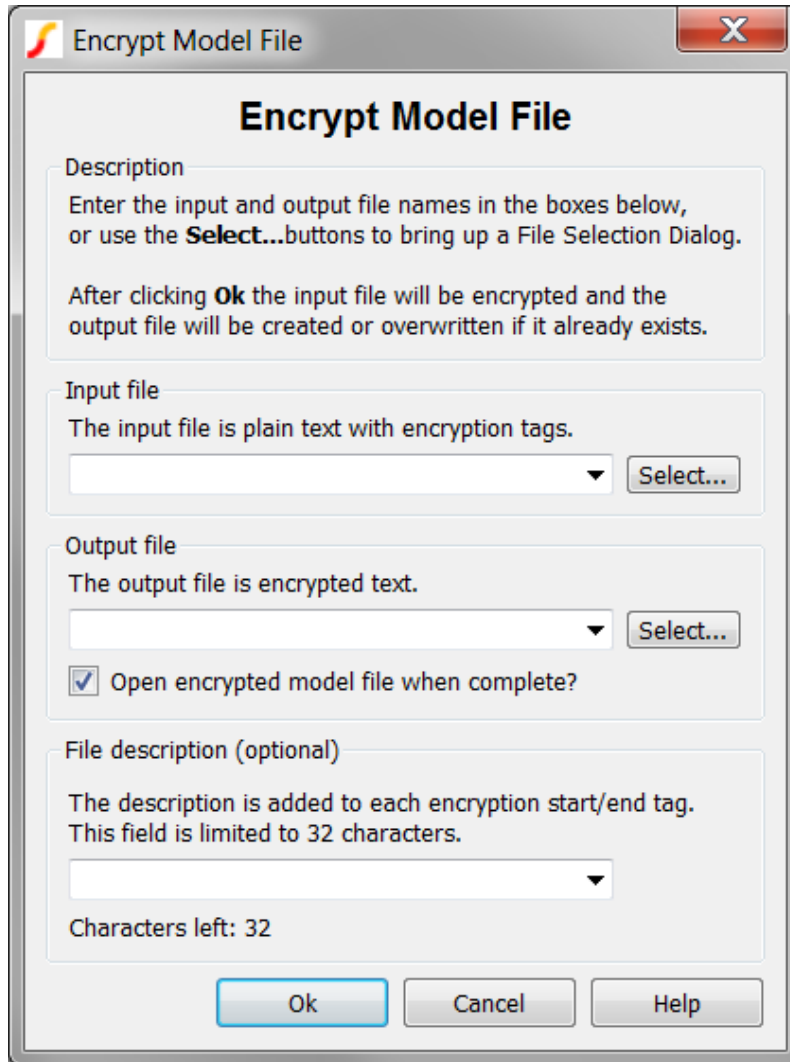 Encrypt Model File
X
Encrypt Model File
Description
Enter the input and output file names in the boxes below,
or use the Select...buttons to bring up a File Selection Dialog.
After clicking Ok the input file will be encrypted and the
output file will be created or overwritten if it already exists.
Input file
The input file is plain text with encryption tags.
Select...
Output file
The output file is encrypted text.
Select...
Open encrypted model file when complete?
File description (optional)
The description is added to each encryption start/end tag.
This field is limited to 32 characters.
Characters left: 32
Ok Cancel Help